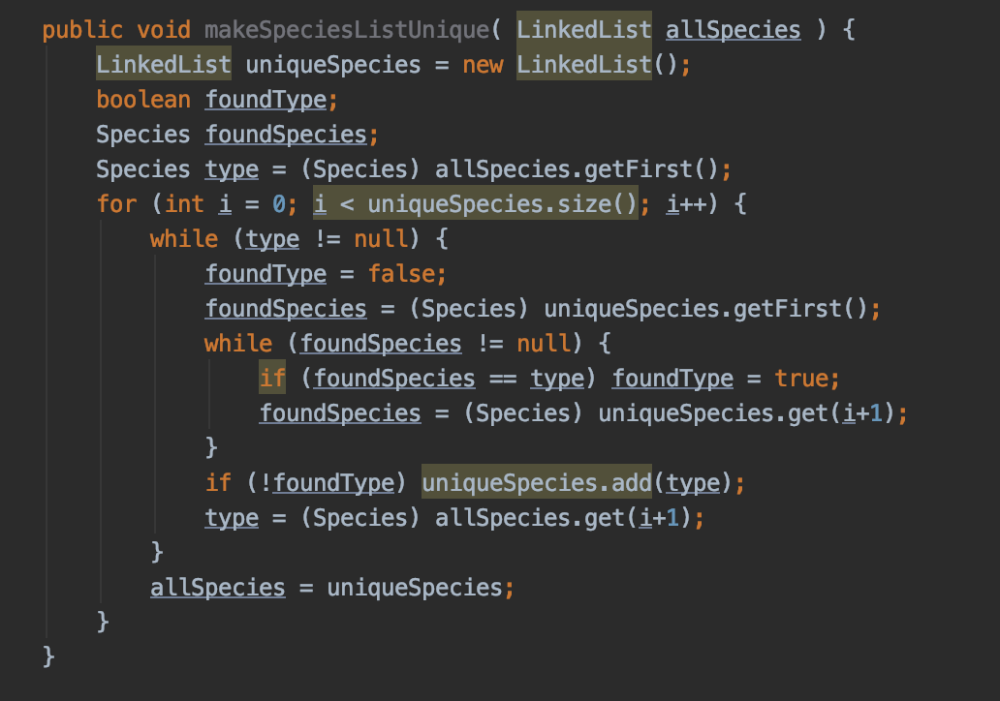 public void makeSpeciesListUnique( LinkedList allSpecies ) {
    LinkedList uniqueSpecies = new LinkedList();
    boolean foundType;
    Species foundSpecies;
    Species type = (Species) allSpecies.getFirst();
    for (int i = 0; i < uniqueSpecies.size(); i++) {
        while (type != null) {
            foundType = false;
            foundSpecies = (Species) uniqueSpecies.getFirst();
            while (foundSpecies != null) {
                if (foundSpecies == type) foundType = true;
                foundSpecies = (Species) uniqueSpecies.get(i+1);
            }
            if (!foundType) uniqueSpecies.add(type);
            type = (Species) allSpecies.get(i+1);
        }
        allSpecies = uniqueSpecies;
    }
}